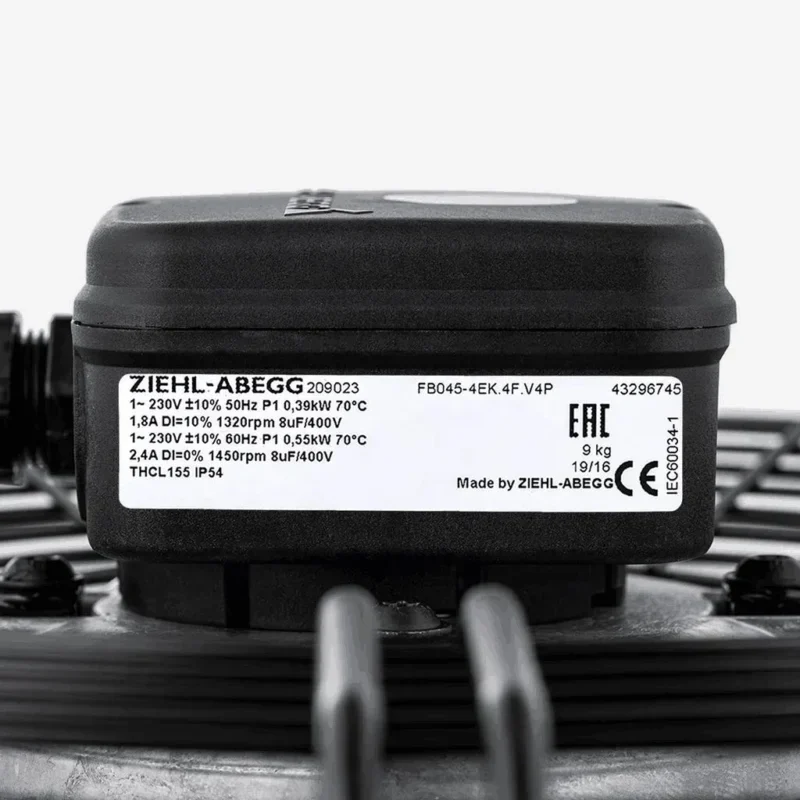 ZIEHL-ABEGG 209023 FB045-4EK.4F.V4P 43296745
1~ 230V ±10% 50Hz P1 0,39kW 70°C
1,8A DI=10% 1320rpm 8uF/400V
1~ 230V ±10% 60Hz P1 0,55kW 70°C
2,4A DI=0% 1450rpm 8uF/400V
THCL155 IP54
EAC
9 kg
19/16
Made by ZIEHL-ABEGG CE
IEC60034-1